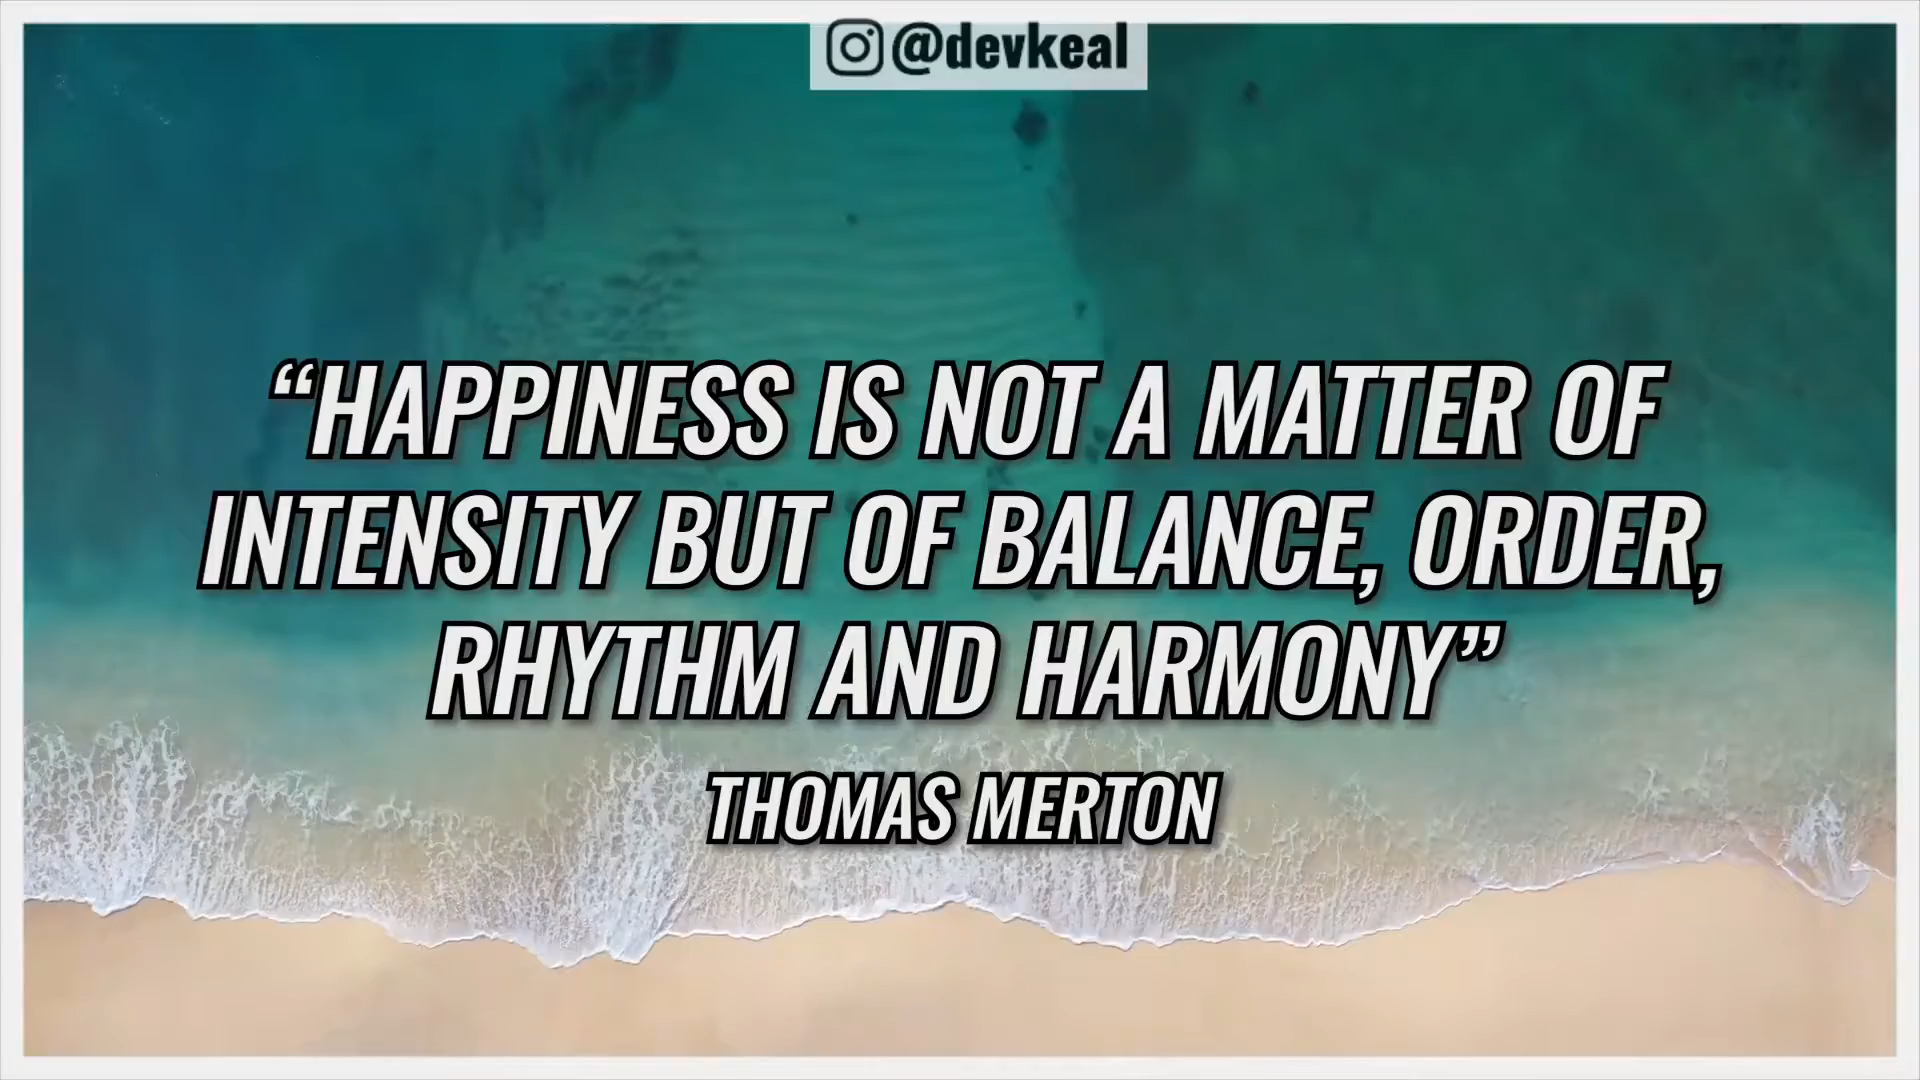 @devkeal
“HAPPINESS IS NOT A MATTER OF
INTENSITY BUT OF BALANCE, ORDER,
RHYTHM AND HARMONY”
THOMAS MERTON